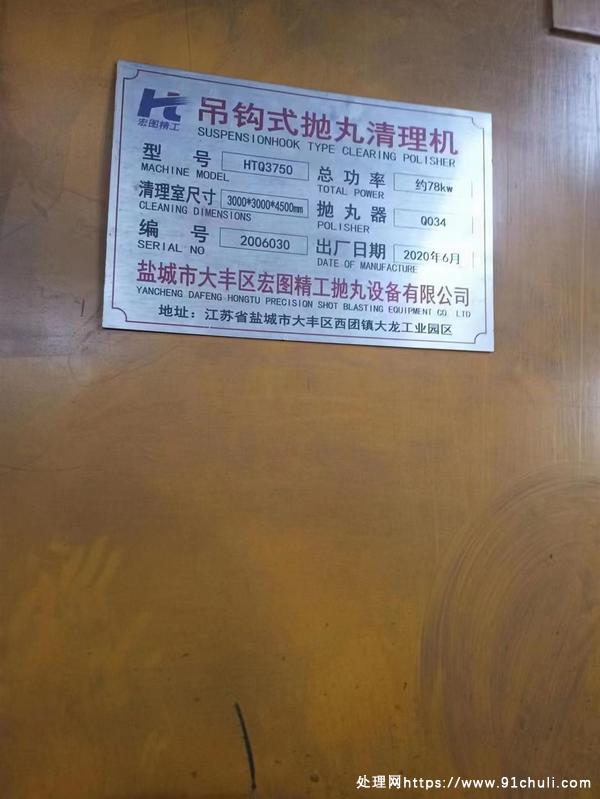 宏图精工
吊钩式抛丸清理机
SUSPENSIONHOOK TYPE CLEARING POLISHER
型号 HTQ3750 总功率 约78kw
MACHINE MODEL TOTAL POWER
清理室尺寸 3000*3000*4500mm 抛丸器 Q034
CLEANING DIMENSIONS POLISHER
编号 2006030 出厂日期 2020年6月
SERIAL NO DATE OF MANUFACTURE
盐城市大丰区宏图精工抛丸设备有限公司
YANCHENG DAFENG HONGTU PRECISION SHOT BLASTING EQUIPMENT CO. LTD
地址：江苏省盐城市大丰区西团镇大龙工业园区
处理网https://www.91chuli.com/